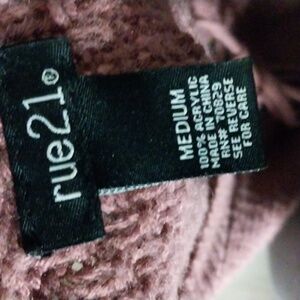 rue21®
MEDIUM
100% ACRYLIC
MADE IN CHINA
RN# 70829
SEE REVERSE
FOR CARE